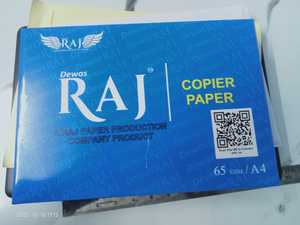 RAJ
Dewas
RAJ
COPIER
PAPER
A RAJ PAPER PRODUCTION
COMPANY PRODUCT
65 GSM / A4